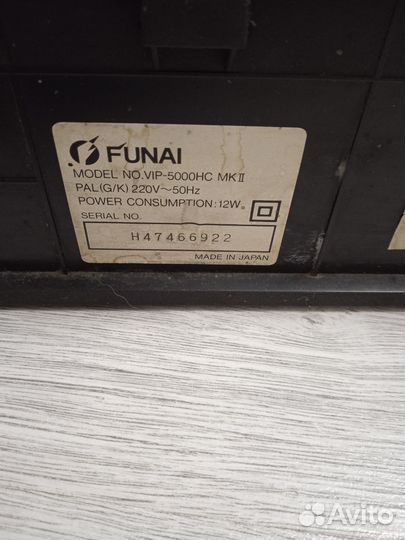 FUNAI
MODEL NO.VIP-5000HC MKII
PAL(G/K) 220V~50Hz
POWER CONSUMPTION:12W
SERIAL NO.
H47466922
MADE IN JAPAN
Avito